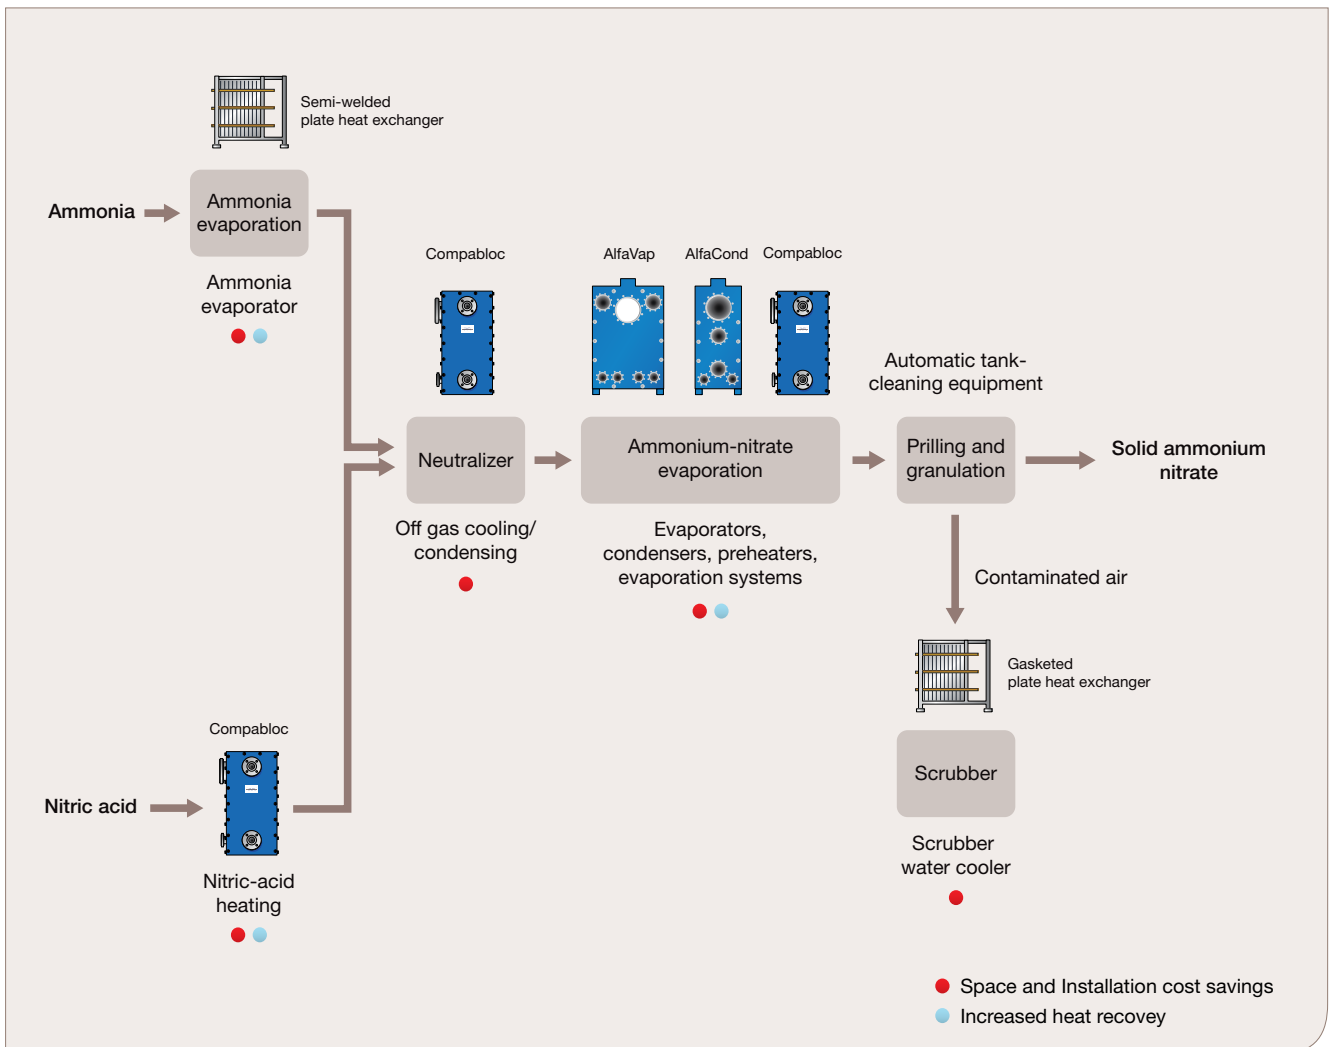 Semi-welded
plate heat exchanger
Ammonia
Ammonia
evaporation
Ammonia
evaporator
Compabloc
AlfaVap
AlfaCond
Compabloc
Automatic tank-
cleaning equipment
Neutralizer
Ammonium-nitrate
evaporation
Prilling and
granulation
Solid ammonium
nitrate
Off gas cooling/
condensing
Evaporators,
condensers, preheaters,
evaporation systems
Contaminated air
Gasketed
plate heat exchanger
Compabloc
Nitric acid
Nitric-acid
heating
Scrubber
Scrubber
water cooler
Space and Installation cost savings
Increased heat recovey